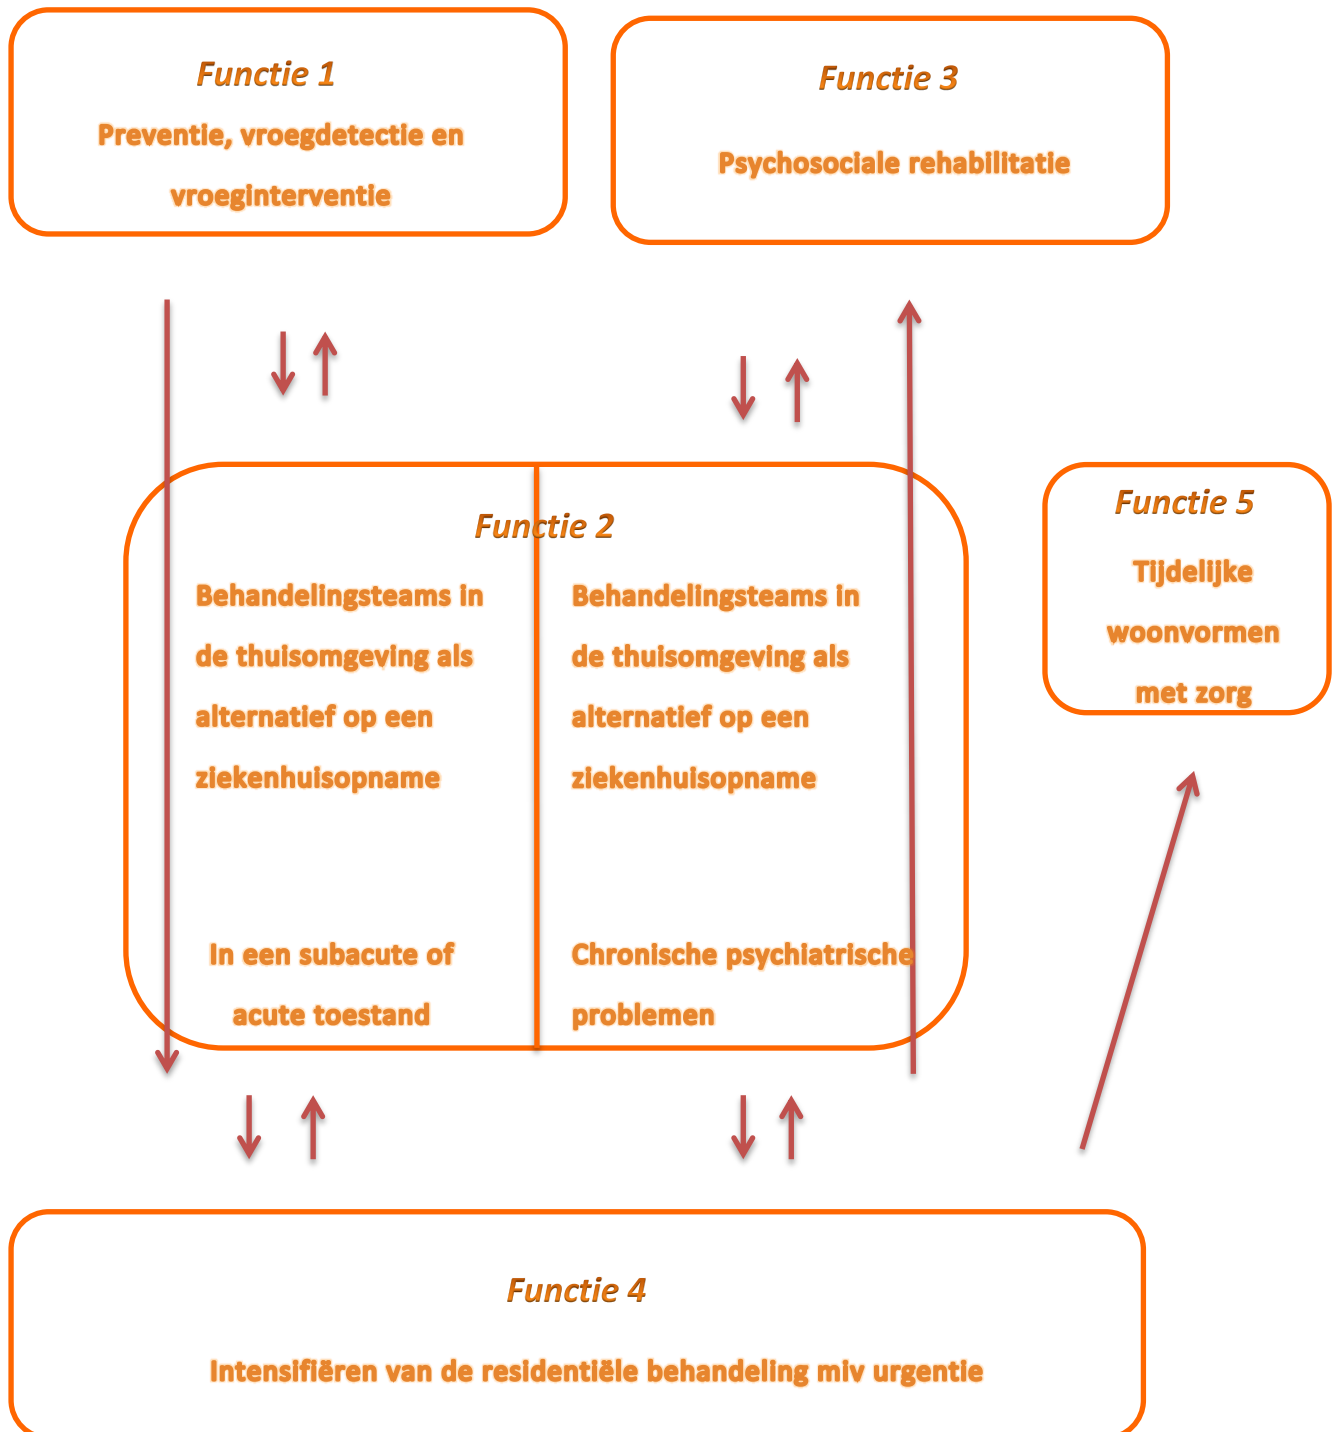 Functie 1
Preventie, vroegdetectie en
vroeginterventie
Functie 3
Psychosociale rehabilitatie
Functie 2
Behandelingsteams in
de thuisomgeving als
alternatief op een
ziekenhuisopname
In een subacute of
acute toestand
Behandelingsteams in
de thuisomgeving als
alternatief op een
ziekenhuisopname
Chronische psychiatrische
problemen
Functie 5
Tijdelijke
woonvormen
met zorg
Functie 4
Intensifiëren van de residentiële behandeling miv urgentie